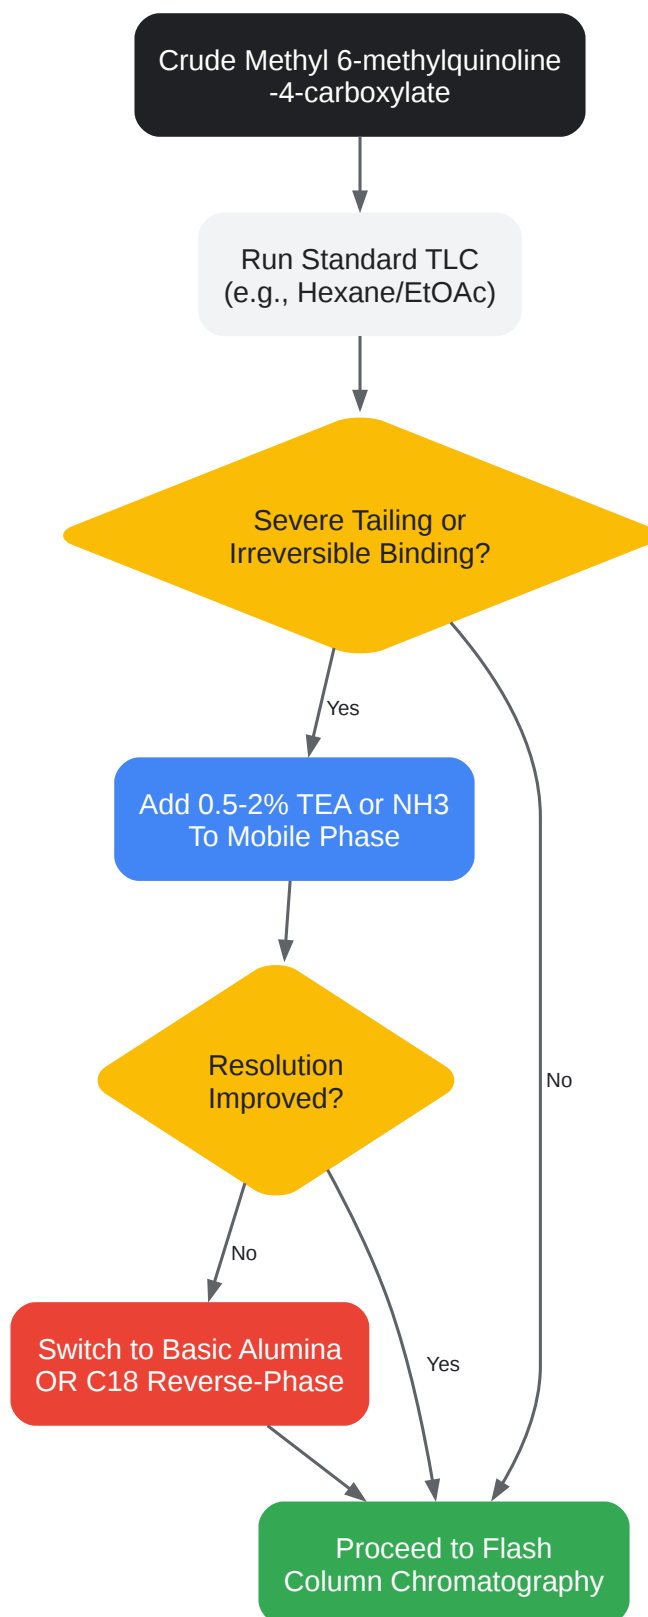 Crude Methyl 6-methylquinoline
-4-carboxylate
Run Standard TLC
(e.g., Hexane/EtOAc)
Severe Tailing or
Irreversible Binding?
Yes
Add 0.5-2% TEA or NH3
To Mobile Phase
Resolution
Improved?
No
No
Switch to Basic Alumina
OR C18 Reverse-Phase
Yes
Proceed to Flash
Column Chromatography